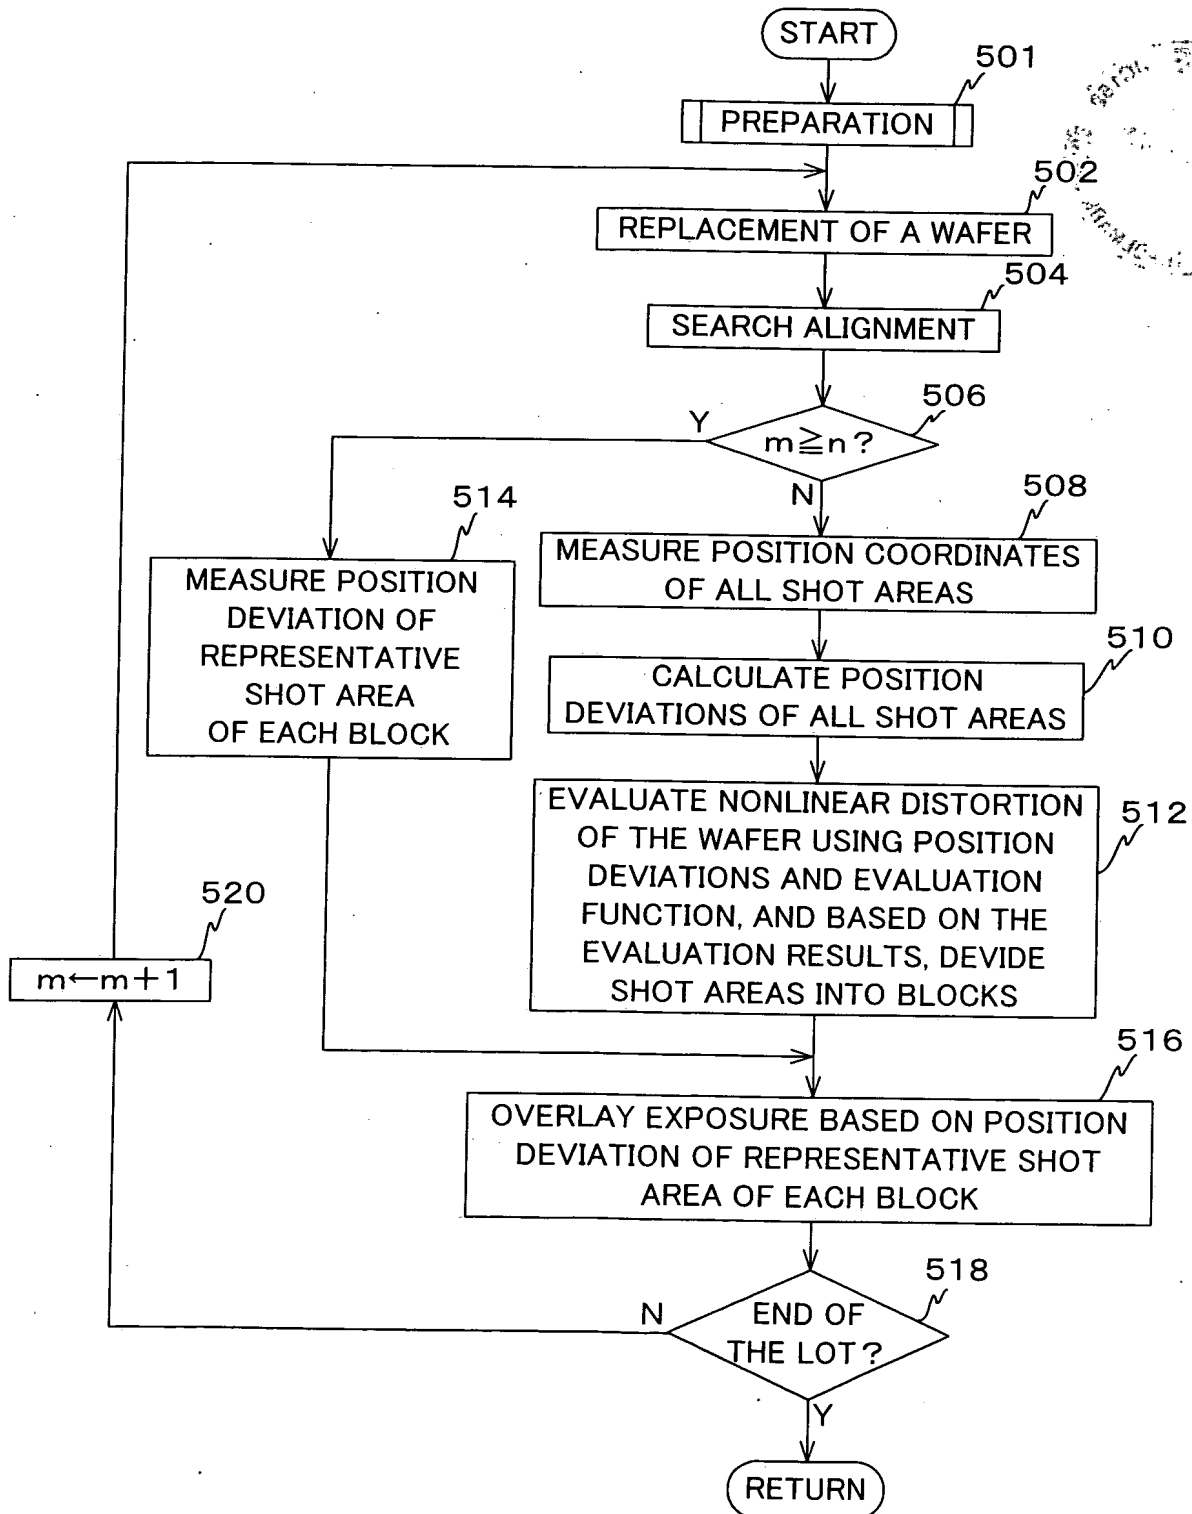 START
501
PREPARATION
502
REPLACEMENT OF A WAFER
504
SEARCH ALIGNMENT
506
Y
m≧n?
N
508
514
MEASURE POSITION COORDINATES
OF ALL SHOT AREAS
MEASURE POSITION
DEVIATION OF
REPRESENTATIVE
SHOT AREA
OF EACH BLOCK
510
CALCULATE POSITION
DEVIATIONS OF ALL SHOT AREAS
512
EVALUATE NONLINEAR DISTORTION
OF THE WAFER USING POSITION
DEVIATIONS AND EVALUATION
FUNCTION, AND BASED ON THE
EVALUATION RESULTS, DEVIDE
SHOT AREAS INTO BLOCKS
520
m←m+1
516
OVERLAY EXPOSURE BASED ON POSITION
DEVIATION OF REPRESENTATIVE SHOT
AREA OF EACH BLOCK
518
N
END OF
THE LOT?
Y
RETURN